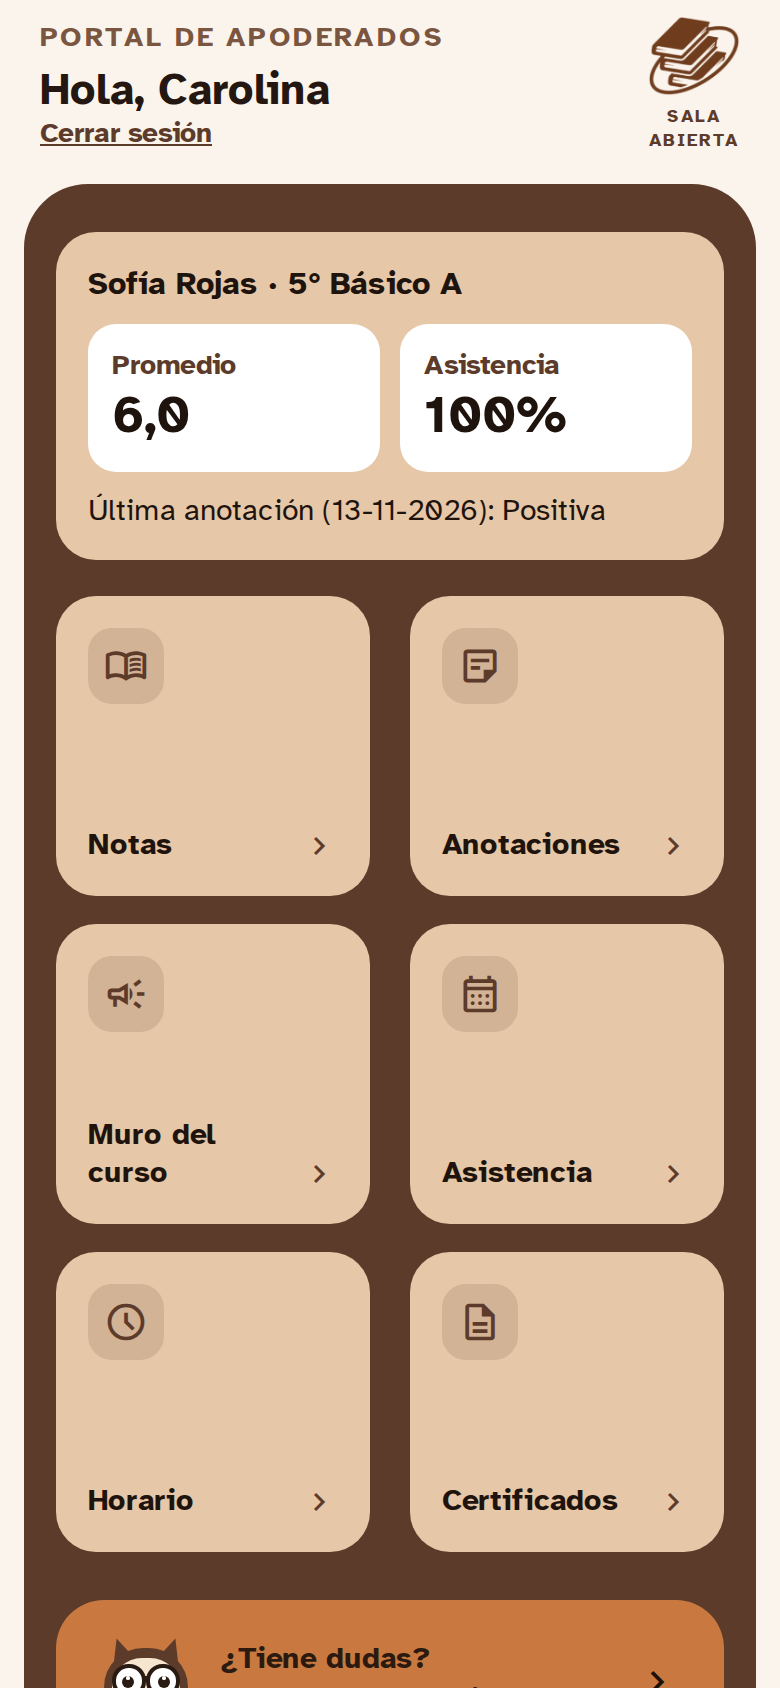 PORTAL DE APODERADOS
Hola, Carolina
Cerrar sesión
SALA
ABIERTA
Sofía Rojas · 5° Básico A
Promedio
6,0
Asistencia
100%
Última anotación (13-11-2026): Positiva
Notas
Anotaciones
Muro del
curso
Asistencia
Horario
Certificados
¿Tiene dudas?